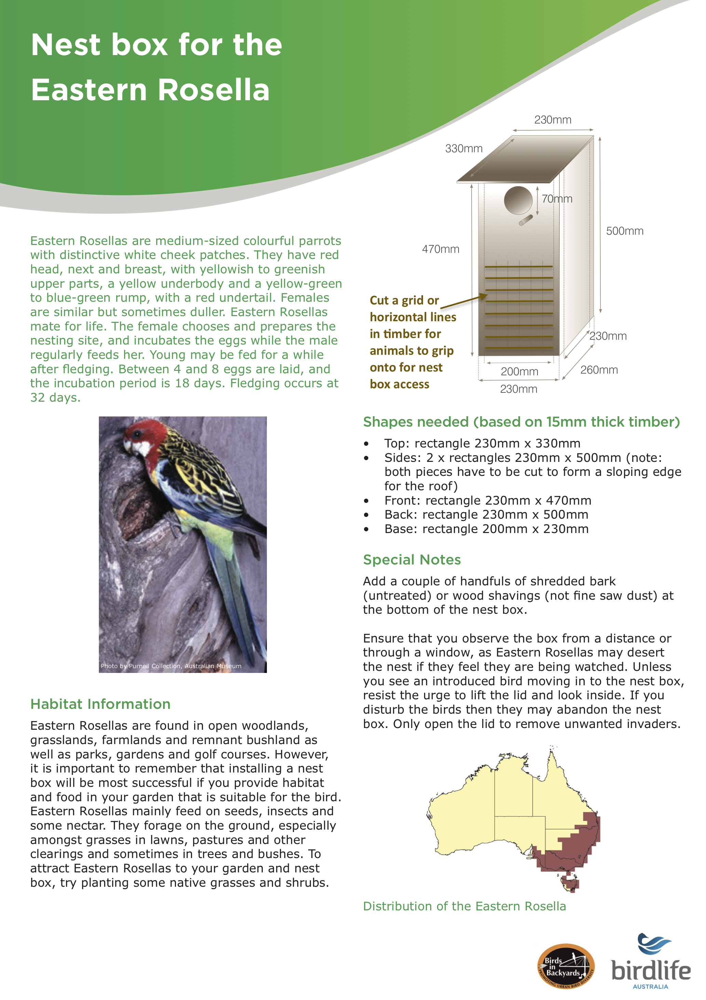 Nest box for the
Eastern Rosella
Eastern Rosellas are medium-sized colourful parrots
with distinctive white cheek patches. They have red
head, next and breast, with yellowish to greenish
upper parts, a yellow underbody and a yellow-green
to blue-green rump, with a red undertail. Females
are similar but sometimes duller. Eastern Rosellas
mate for life. The female chooses and prepares the
nesting site, and incubates the eggs while the male
regularly feeds her. Young may be fed for a while
after fledging. Between 4 and 8 eggs are laid, and
the incubation period is 18 days. Fledging occurs at
32 days.
Photo by Purnell Collection, Australian Museum
Habitat Information
Eastern Rosellas are found in open woodlands,
grasslands, farmlands and remnant bushland as
well as parks, gardens and golf courses. However,
it is important to remember that installing a nest
box will be most successful if you provide habitat
and food in your garden that is suitable for the bird.
Eastern Rosellas mainly feed on seeds, insects and
some nectar. They forage on the ground, especially
amongst grasses in lawns, pastures and other
clearings and sometimes in trees and bushes. To
attract Eastern Rosellas to your garden and nest
box, try planting some native grasses and shrubs.
230mm
330mm
70mm
500mm
470mm
Cut a grid or
horizontal lines
in timber for
animals to grip
onto for nest
box access
230mm
260mm
200mm
230mm
Shapes needed (based on 15mm thick timber)
• Top: rectangle 230mm x 330mm
• Sides: 2 x rectangles 230mm x 500mm (note:
both pieces have to be cut to form a sloping edge
for the roof)
• Front: rectangle 230mm x 470mm
• Back: rectangle 230mm x 500mm
• Base: rectangle 200mm x 230mm
Special Notes
Add a couple of handfuls of shredded bark
(untreated) or wood shavings (not fine saw dust) at
the bottom of the nest box.
Ensure that you observe the box from a distance or
through a window, as Eastern Rosellas may desert
the nest if they feel they are being watched. Unless
you see an introduced bird moving in to the nest box,
resist the urge to lift the lid and look inside. If you
disturb the birds then they may abandon the nest
box. Only open the lid to remove unwanted invaders.
Distribution of the Eastern Rosella
Birds
in
Backyards
PROMOTING URBAN BIRD DIVERSITY
birdlife
AUSTRALIA